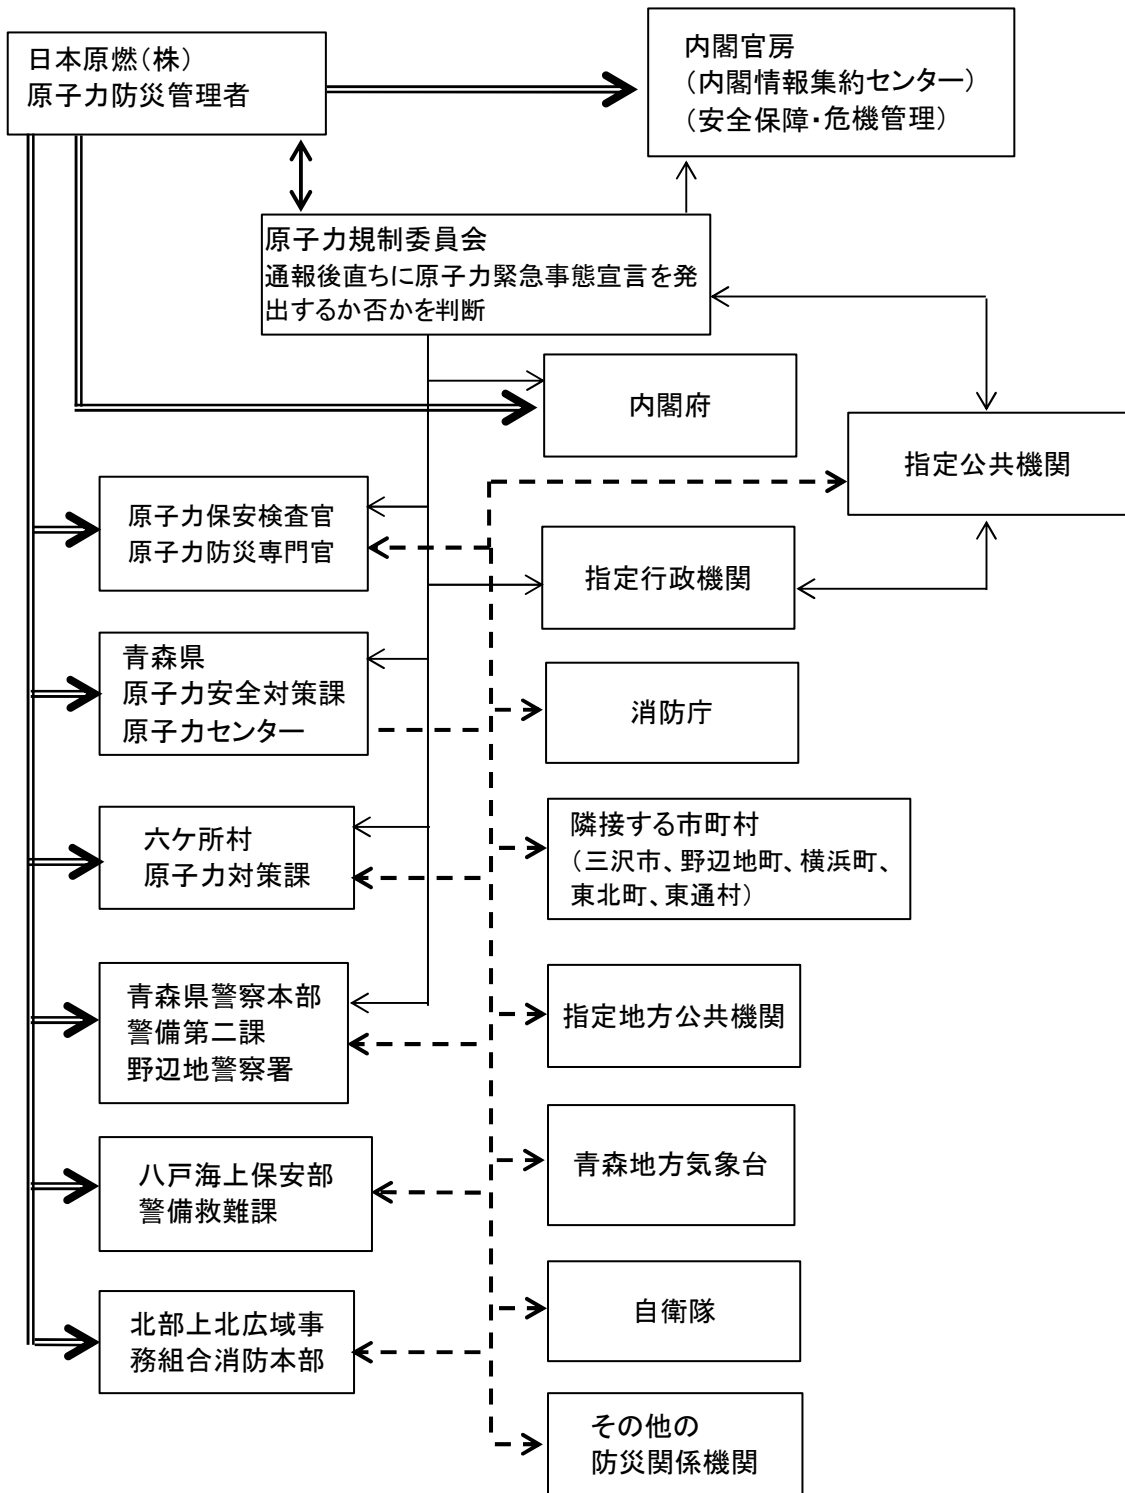 日本原燃(株)
原子力防災管理者
内閣官房
(内閣情報集約センター)
(安全保障・危機管理)
原子力規制委員会
通報後直ちに原子力緊急事態宣言を発
出するか否かを判断
内閣府
指定公共機関
原子力保安検査官
原子力防災専門官
指定行政機関
青森県
原子力安全対策課
原子力センター
消防庁
六ケ所村
原子力対策課
隣接する市町村
(三沢市、野辺地町、横浜町、
東北町、東通村)
青森県警察本部
警備第二課
野辺地警察署
指定地方公共機関
八戸海上保安部
警備救難課
青森地方気象台
北部上北広域事
務組合消防本部
自衛隊
その他の
防災関係機関